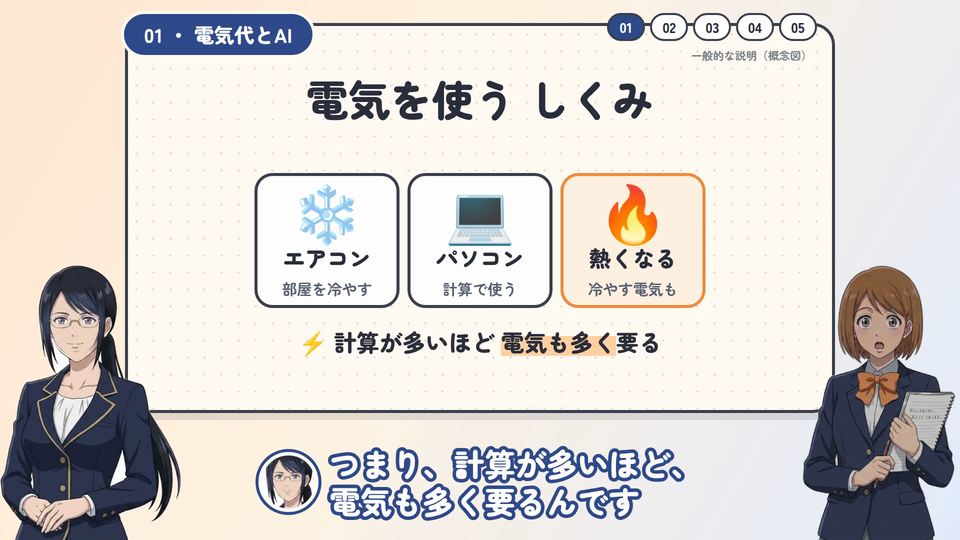 01 ・ 電気代とAI
01 02 03 04 05
一般的な説明（概念図）
電気を使う しくみ
エアコン
部屋を冷やす
パソコン
計算で使う
熱くなる
冷やす電気も
⚡ 計算が多いほど 電気も多く要る
つまり、計算が多いほど、
電気も多く要るんです